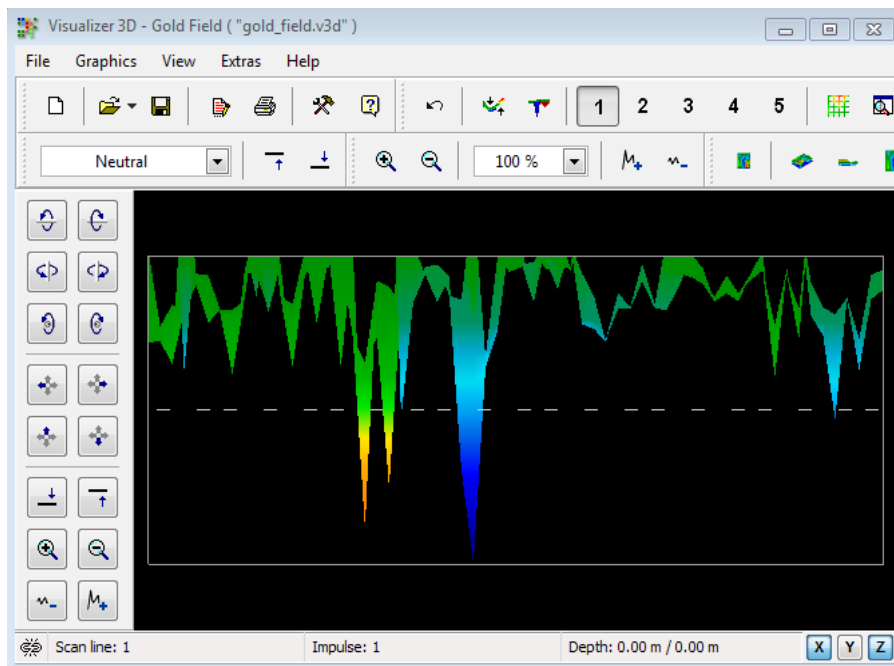 Visualizer 3D - Gold Field ( "gold_field.v3d" )
File Graphics View Extras Help
1 2 3 4 5
Neutral 100 %
Scan line: 1 Impulse: 1 Depth: 0.00 m / 0.00 m X Y Z